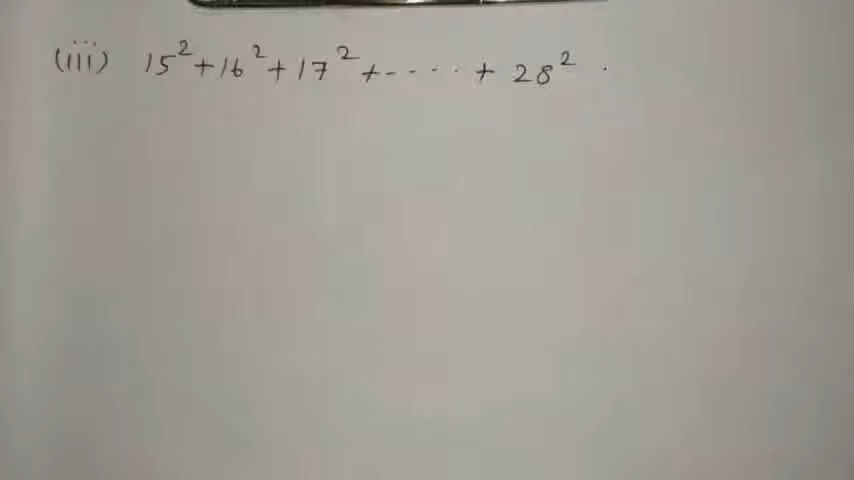 (iii) 15² + 16² + 17² + ----- + 28² .